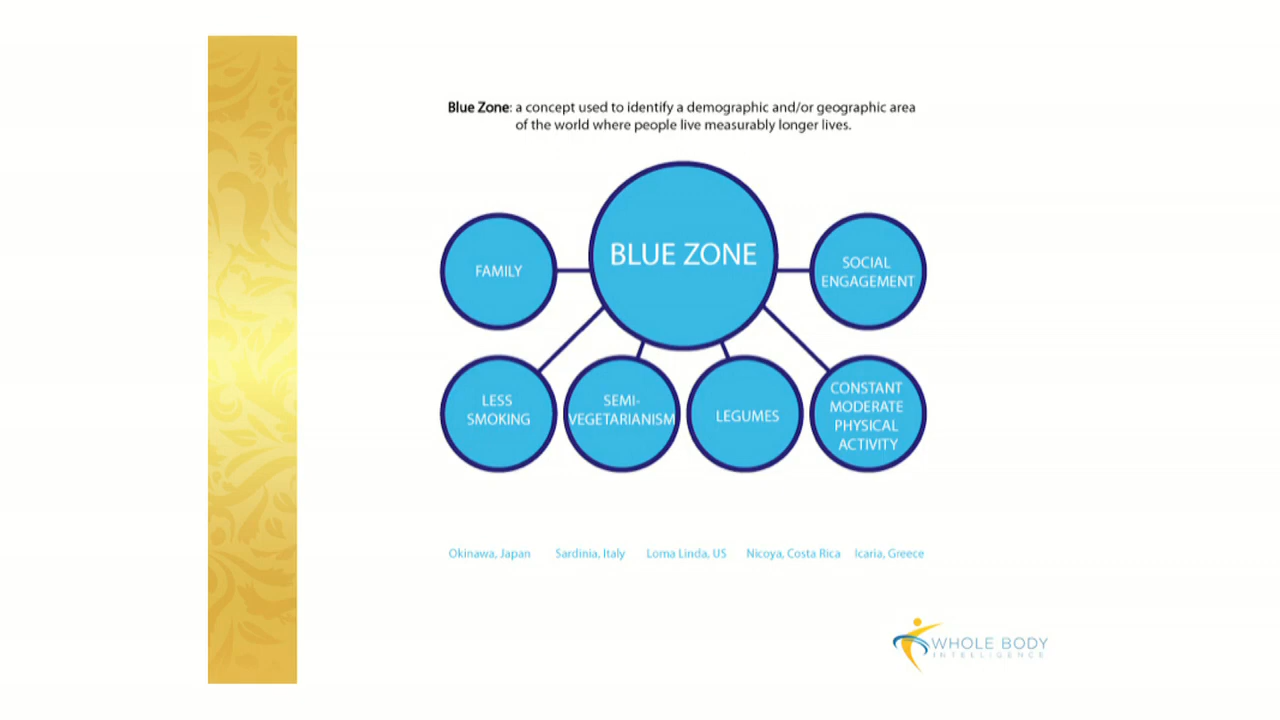 Blue Zone: a concept used to identify a demographic and/or geographic area
of the world where people live measurably longer lives.
BLUE ZONE
FAMILY
SOCIAL
ENGAGEMENT
LESS
SMOKING
SEMI-
VEGETARIANISM
LEGUMES
CONSTANT
MODERATE
PHYSICAL
ACTIVITY
Okinawa, Japan Sardinia, Italy Loma Linda, US Nicoya, Costa Rica Icaria, Greece
WHOLE BODY
INTELLIGENCE